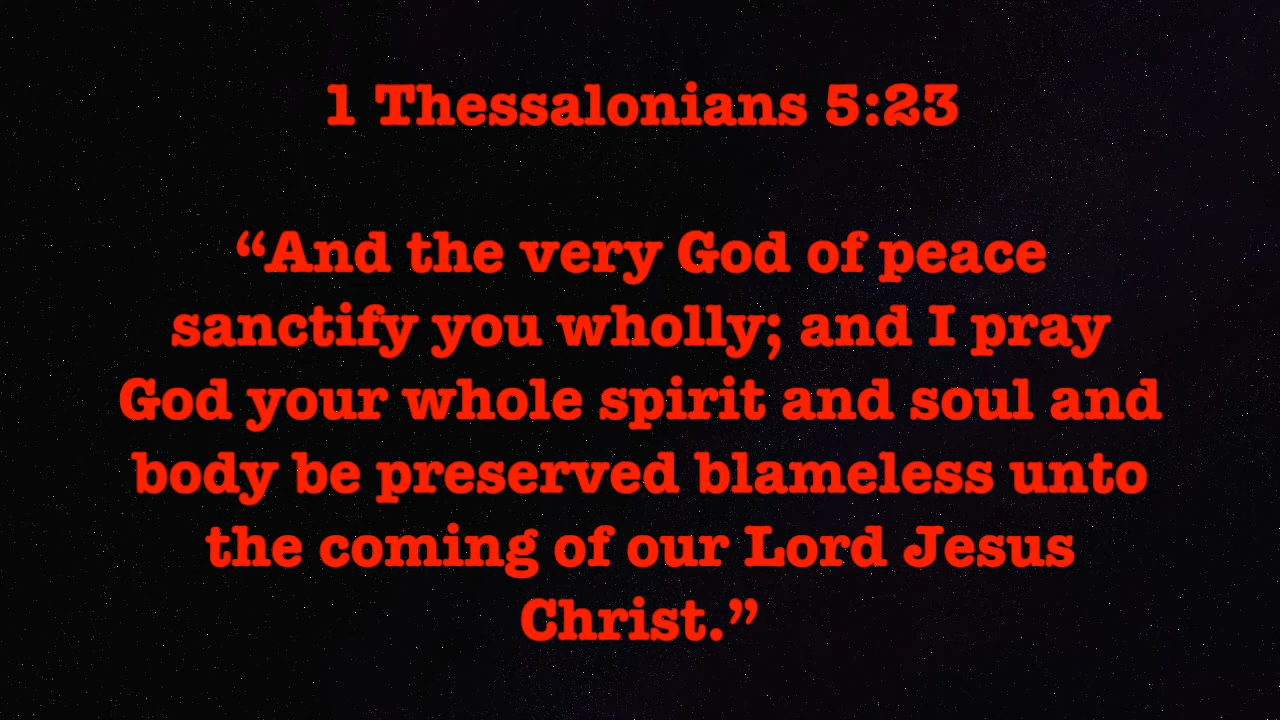 1 Thessalonians 5:23
“And the very God of peace
sanctify you wholly; and I pray
God your whole spirit and soul and
body be preserved blameless unto
the coming of our Lord Jesus
Christ.”